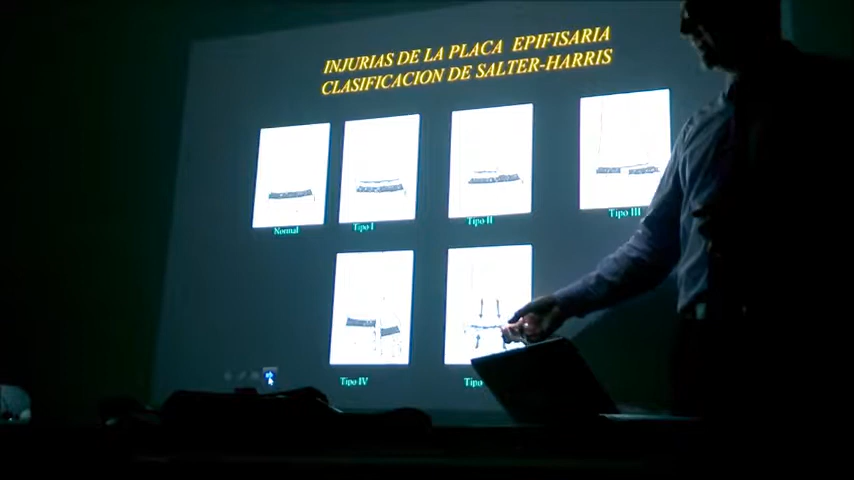 INJURIAS DE LA PLACA EPIFISARIA
CLASIFICACION DE SALTER-HARRIS
Normal
Tipo I
Tipo II
Tipo III
Tipo IV
Tipo